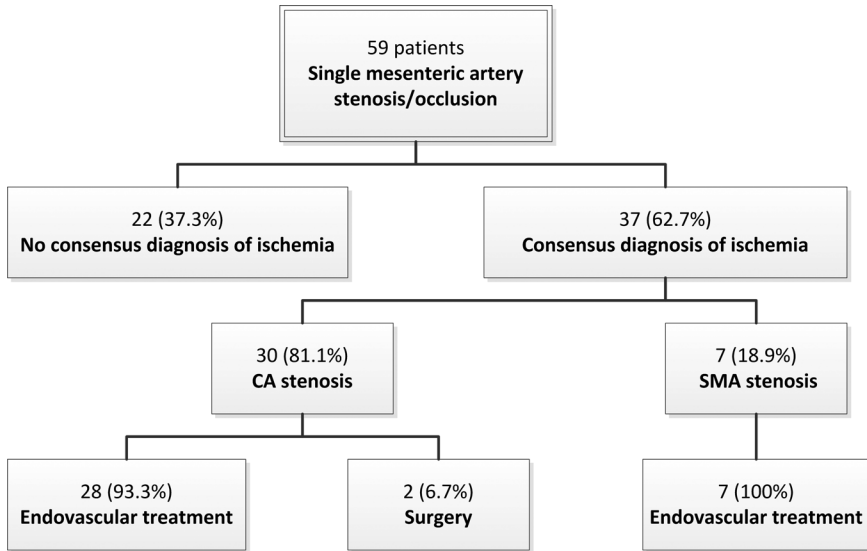 59 patients
Single mesenteric artery
stenosis/occlusion
22 (37.3%)
No consensus diagnosis of ischemia
37 (62.7%)
Consensus diagnosis of ischemia
30 (81.1%)
CA stenosis
7 (18.9%)
SMA stenosis
28 (93.3%)
Endovascular treatment
2 (6.7%)
Surgery
7 (100%)
Endovascular treatment